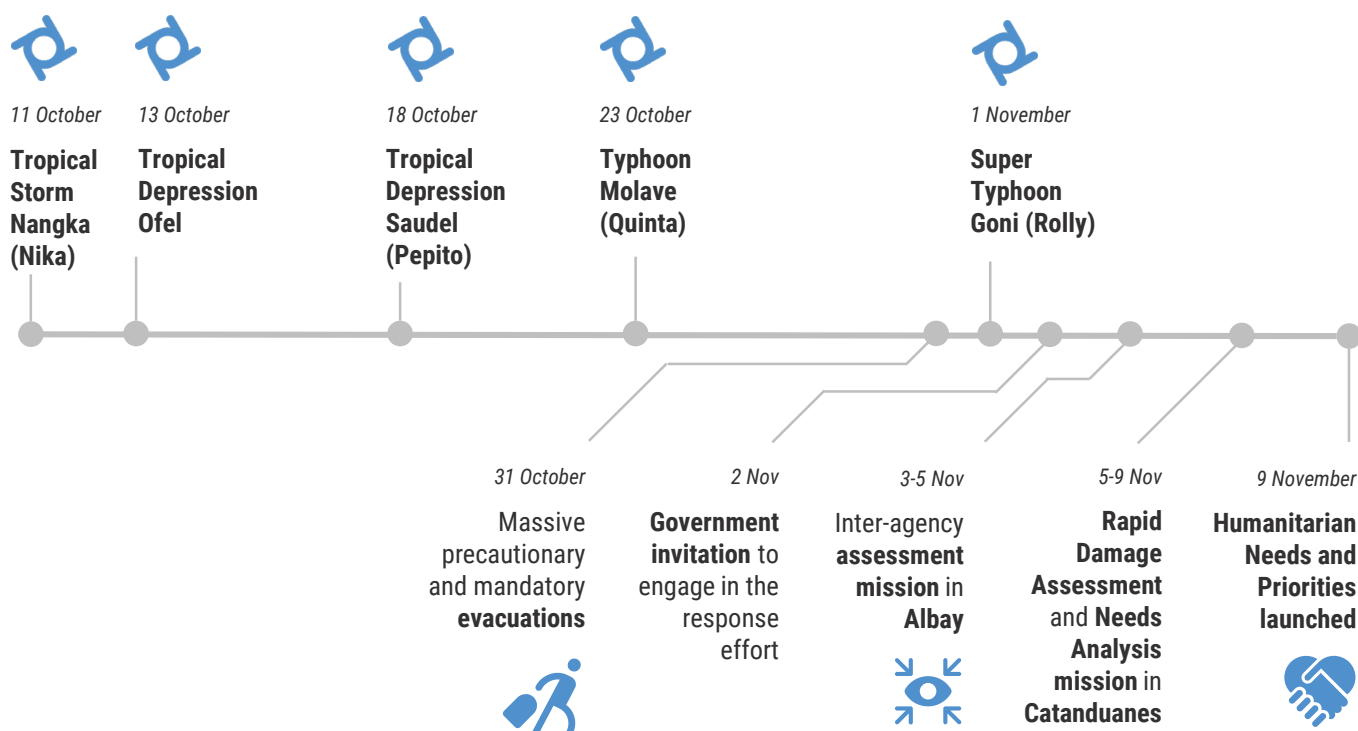 11 October
Tropical
Storm
Nangka
(Nika)
13 October
Tropical
Depression
Ofel
18 October
Tropical
Depression
Saudel
(Pepito)
23 October
Typhoon
Molave
(Quinta)
1 November
Super
Typhoon
Goni (Rolly)
31 October
Massive
precautionary
and mandatory
evacuations
2 Nov
Government
invitation to
engage in the
response
effort
3-5 Nov
Inter-agency
assessment
mission in
Albay
5-9 Nov
Rapid
Damage
Assessment
and Needs
Analysis
mission in
Catanduanes
9 November
Humanitarian
Needs and
Priorities
launched